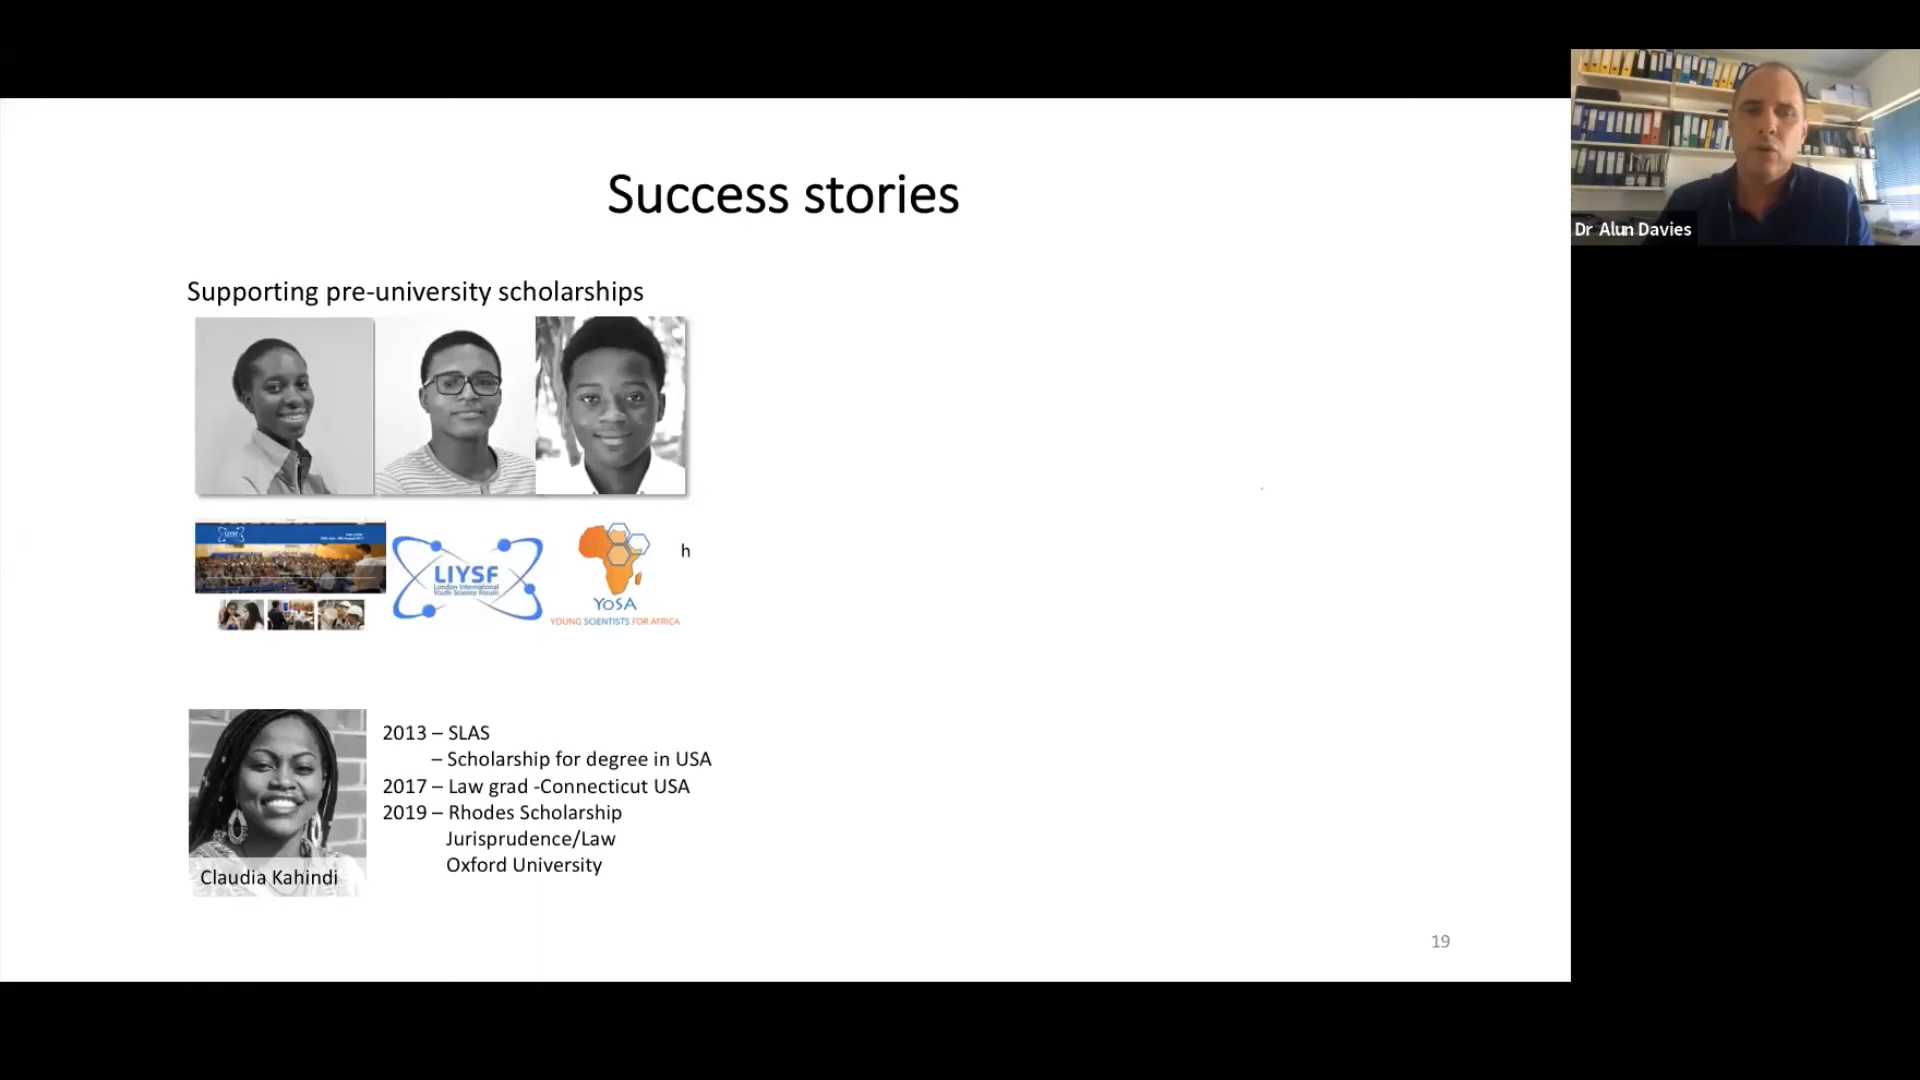 Success stories
Dr Alun Davies
Supporting pre-university scholarships
LIYSF
London International
Youth Science Forum
h
YoSA
YOUNG SCIENTISTS FOR AFRICA
2013 – SLAS
– Scholarship for degree in USA
2017 – Law grad -Connecticut USA
2019 – Rhodes Scholarship
Jurisprudence/Law
Oxford University
Claudia Kahindi
19